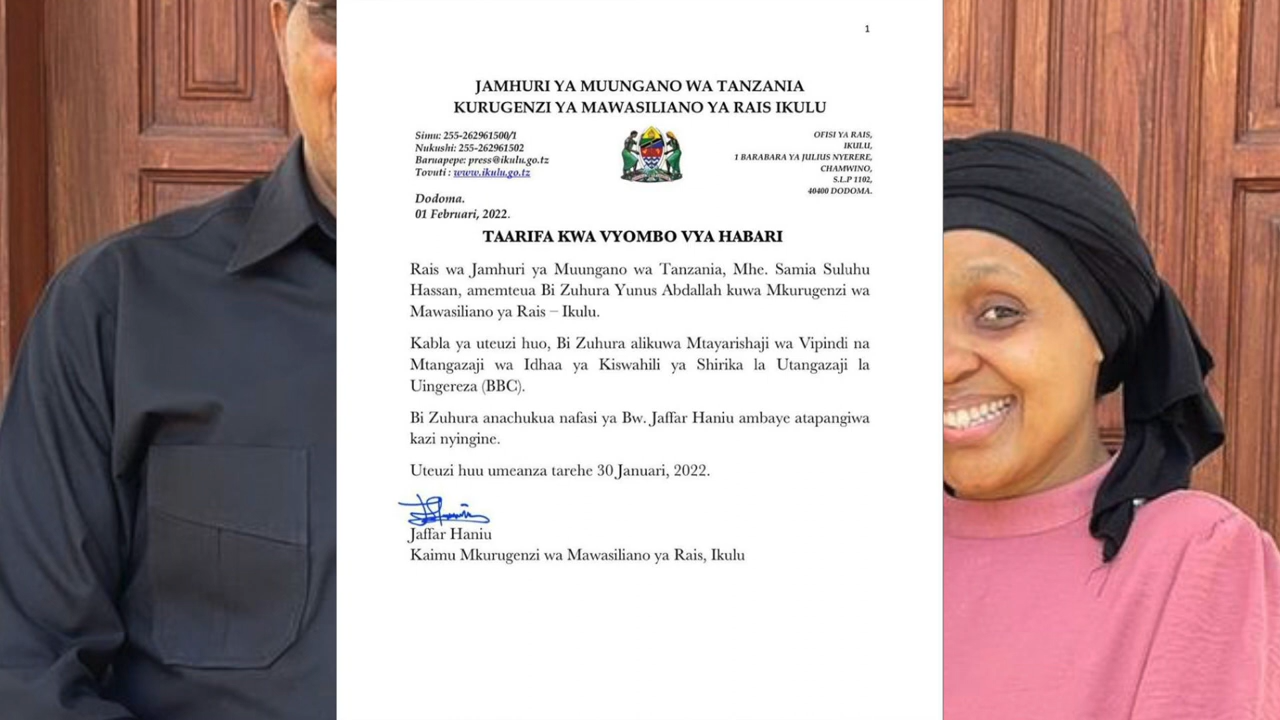 1
JAMHURI YA MUUNGANO WA TANZANIA
KURUGENZI YA MAWASILIANO YA RAIS IKULU
Simu: 255-262961500/1
Nukushi: 255-262961502
Baruapepe: press@ikulu.go.tz
Tovuti : www.ikulu.go.tz
OFISI YA RAIS,
IKULU,
1 BARABARA YA JULIUS NYERERE,
CHAMWINO,
S.L.P 1102,
40400 DODOMA.
Dodoma.
01 Februari, 2022.
TAARIFA KWA VYOMBO VYA HABARI
Rais wa Jamhuri ya Muungano wa Tanzania, Mhe. Samia Suluhu
Hassan, amemteua Bi Zuhura Yunus Abdallah kuwa Mkurugenzi wa
Mawasiliano ya Rais – Ikulu.
Kabla ya uteuzi huo, Bi Zuhura alikuwa Mtayarishaji wa Vipindi na
Mtangazaji wa Idhaa ya Kiswahili ya Shirika la Utangazaji la
Uingereza (BBC).
Bi Zuhura anachukua nafasi ya Bw. Jaffar Haniu ambaye atapangiwa
kazi nyingine.
Uteuzi huu umeanza tarehe 30 Januari, 2022.
Jaffar Haniu
Kaimu Mkurugenzi wa Mawasiliano ya Rais, Ikulu